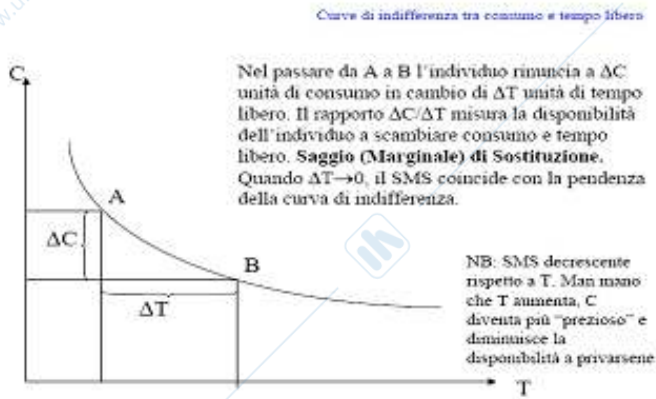 Curve di indifferenza tra consumo e tempo libero
C
Nel passare da A a B l'individuo rinuncia a ΔC
unità di consumo in cambio di ΔT unità di tempo
libero. Il rapporto ΔC/ΔT misura la disponibilità
dell'individuo a scambiare consumo e tempo
libero. Saggio (Marginale) di Sostituzione.
Quando ΔT→0, il SMS coincide con la pendenza
della curva di indifferenza.
A
ΔC
B
ΔT
NB: SMS decrescente
rispetto a T. Man mano
che T aumenta, C
diventa più "prezioso" e
diminuisce la
disponibilità a privarsene
T